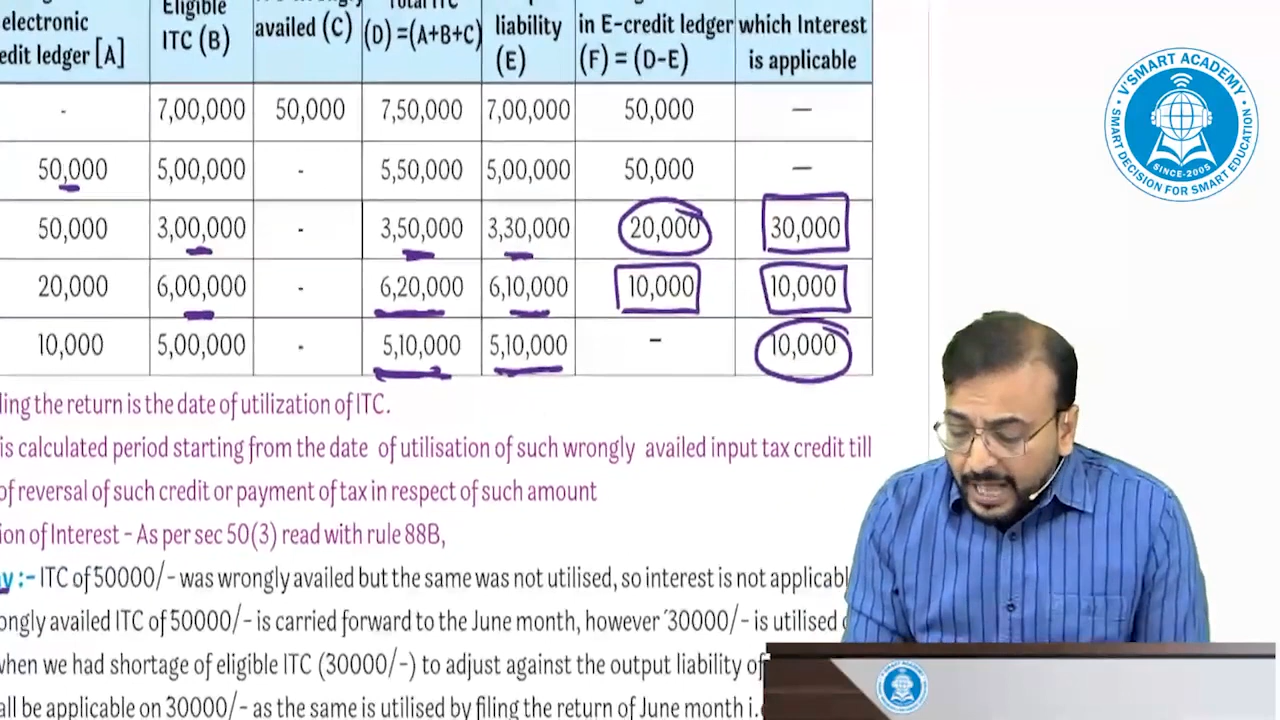 electronic
edit ledger [A]
Eligible
ITC (B)
availed (C)
Total ITC
(D) =(A+B+C)
liability
(E)
in E-credit ledger
(F) = (D-E)
which Interest
is applicable
- 7,00,000 50,000 7,50,000 7,00,000 50,000 —
50,000 5,00,000 - 5,50,000 5,00,000 50,000 —
50,000 3,00,000 - 3,50,000 3,30,000 20,000 30,000
20,000 6,00,000 - 6,20,000 6,10,000 10,000 10,000
10,000 5,00,000 - 5,10,000 5,10,000 - 10,000
ling the return is the date of utilization of ITC.
is calculated period starting from the date of utilisation of such wrongly availed input tax credit till
of reversal of such credit or payment of tax in respect of such amount
ion of Interest - As per sec 50(3) read with rule 88B,
ay :- ITC of 50000/- was wrongly availed but the same was not utilised, so interest is not applicabl
ongly availed ITC of 50000/- is carried forward to the June month, however ´30000/- is utilised
when we had shortage of eligible ITC (30000/-) to adjust against the output liability of
all be applicable on 30000/- as the same is utilised by filing the return of June month i.
V'SMART ACADEMY
SINCE-2005
SMART DECISION FOR SMART EDUCATION
V'SMART ACADEMY